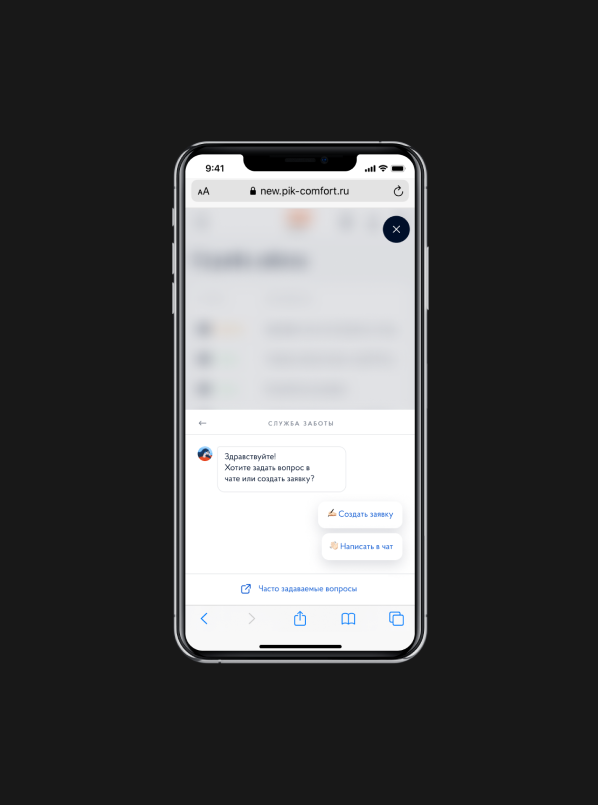 9:41
AA
new.pik-comfort.ru
СЛУЖБА ЗАБОТЫ
Здравствуйте!
Хотите задать вопрос в
чате или создать заявку?
✍🏻 Создать заявку
👋🏻 Написать в чат
Часто задаваемые вопросы